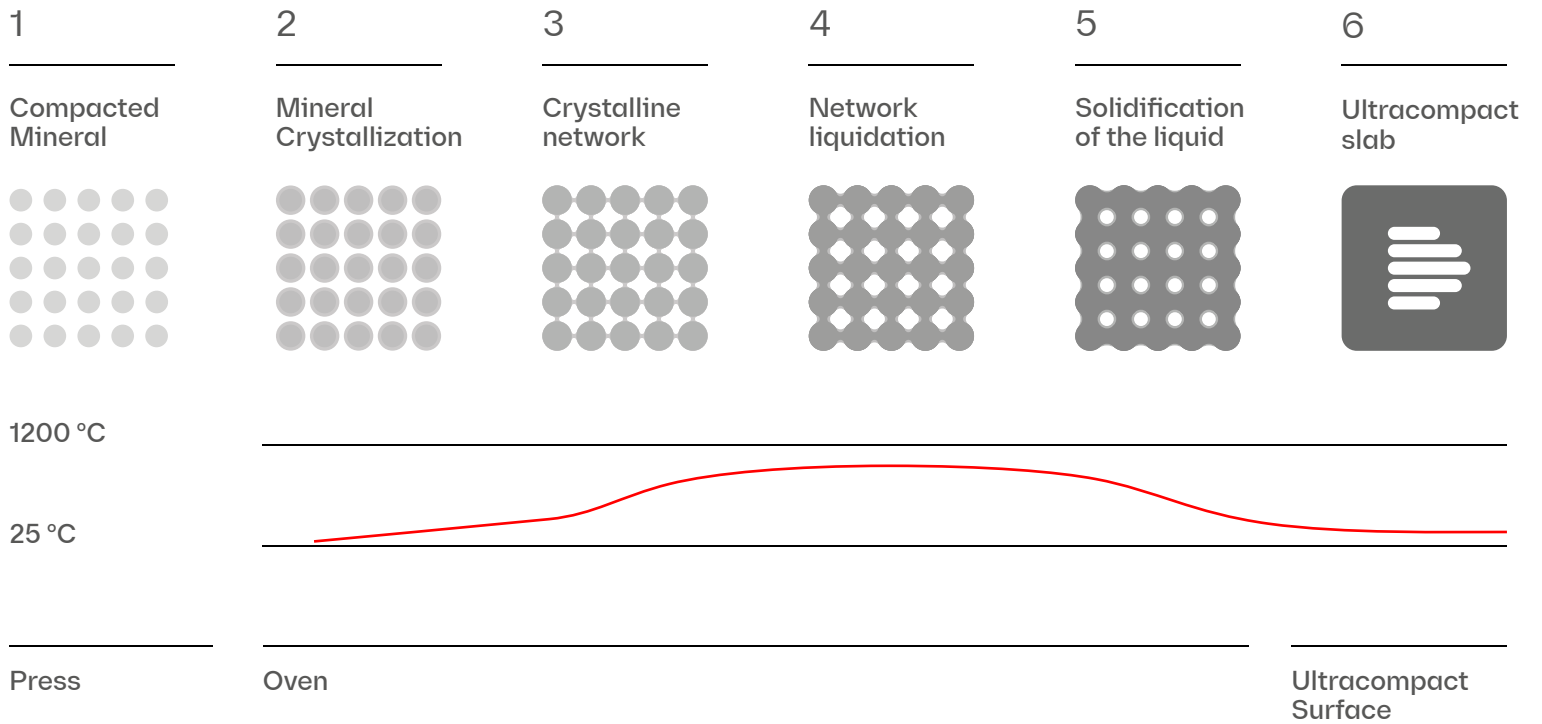 1
2
3
4
5
6
Compacted
Mineral
Mineral
Crystallization
Crystalline
network
Network
liquidation
Solidification
of the liquid
Ultracompact
slab
1200 °C
25 °C
Press
Oven
Ultracompact
Surface